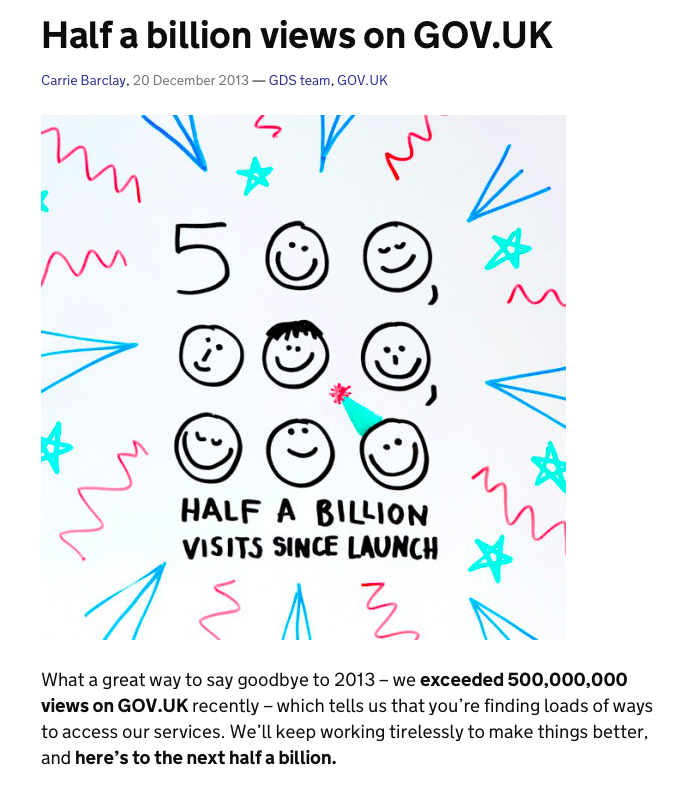 Half a billion views on GOV.UK
Carrie Barclay, 20 December 2013 — GDS team, GOV.UK
5
,
,
HALF A BILLION
VISITS SINCE LAUNCH
What a great way to say goodbye to 2013 – we exceeded 500,000,000
views on GOV.UK recently – which tells us that you’re finding loads of ways
to access our services. We’ll keep working tirelessly to make things better,
and here’s to the next half a billion.